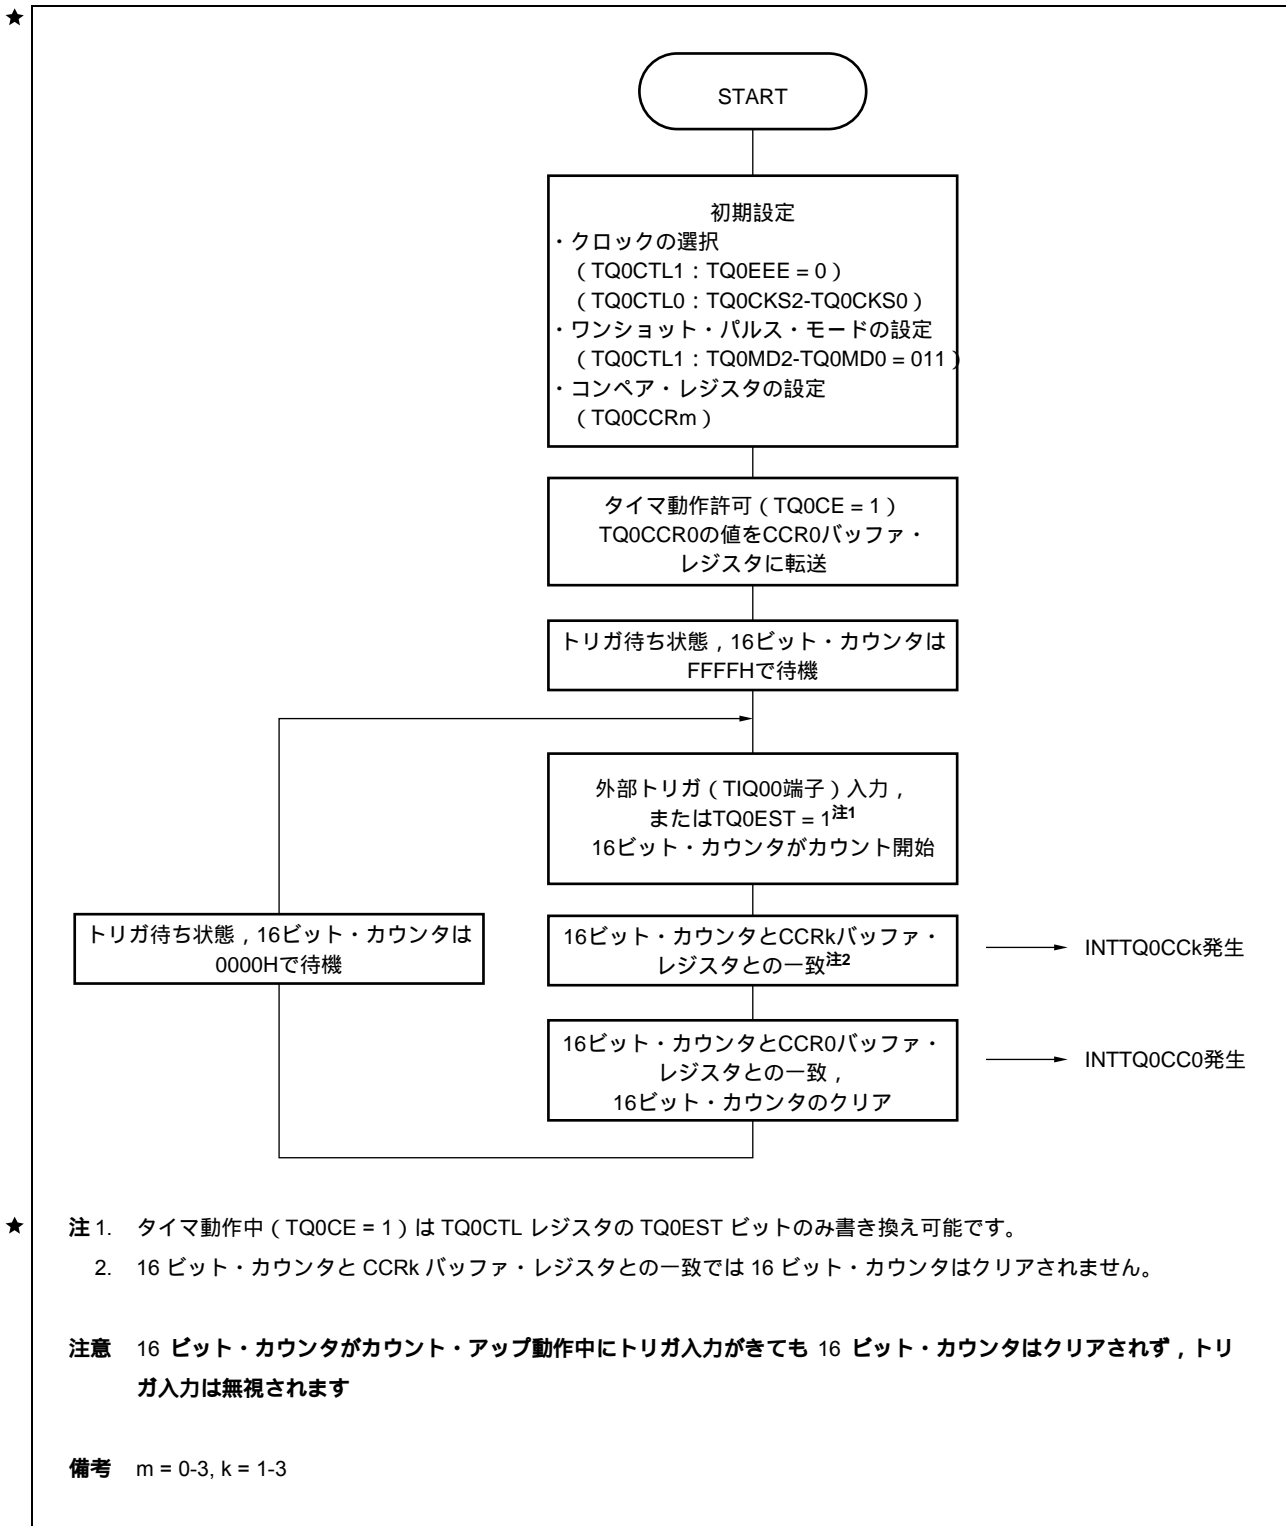 ★
START
初期設定
・クロックの選択
（TQ0CTL1：TQ0EEE = 0）
（TQ0CTL0：TQ0CKS2-TQ0CKS0）
・ワンショット・パルス・モードの設定
（TQ0CTL1：TQ0MD2-TQ0MD0 = 011）
・コンペア・レジスタの設定
（TQ0CCRm）
タイマ動作許可（TQ0CE = 1）
TQ0CCR0の値をCCR0バッファ・
レジスタに転送
トリガ待ち状態，16ビット・カウンタは
FFFFHで待機
外部トリガ（TIQ00端子）入力，
またはTQ0EST = 1注1
16ビット・カウンタがカウント開始
トリガ待ち状態，16ビット・カウンタは
0000Hで待機
16ビット・カウンタとCCRkバッファ・
レジスタとの一致注2
INTTQ0CCk発生
16ビット・カウンタとCCR0バッファ・
レジスタとの一致，
16ビット・カウンタのクリア
INTTQ0CC0発生
★
注1. タイマ動作中（TQ0CE = 1）は TQ0CTL レジスタの TQ0EST ビットのみ書き換え可能です。
2. 16 ビット・カウンタと CCRk バッファ・レジスタとの一致では 16 ビット・カウンタはクリアされません。
注意 16 ビット・カウンタがカウント・アップ動作中にトリガ入力がきても 16 ビット・カウンタはクリアされず，トリ
ガ入力は無視されます
備考 m = 0-3, k = 1-3